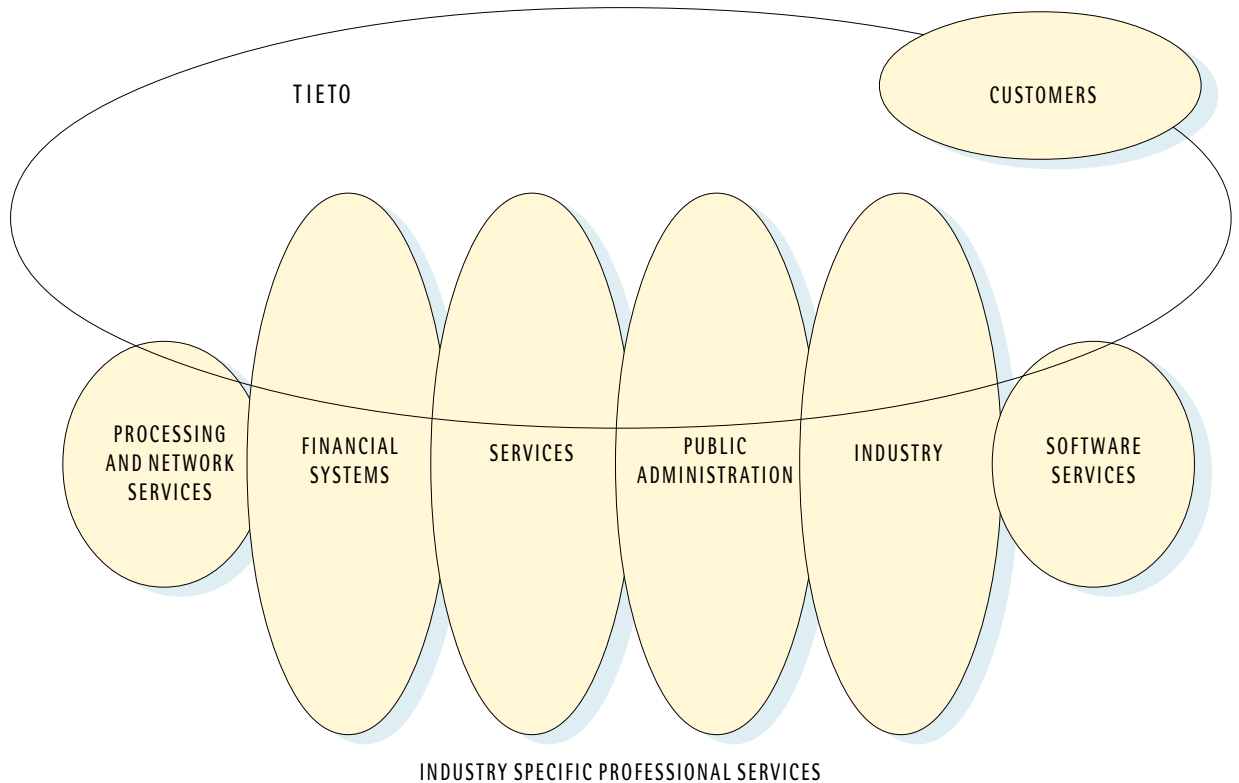 TIETO
CUSTOMERS
PROCESSING
AND NETWORK
SERVICES
FINANCIAL
SYSTEMS
SERVICES
PUBLIC
ADMINISTRATION
INDUSTRY
SOFTWARE
SERVICES
INDUSTRY SPECIFIC PROFESSIONAL SERVICES